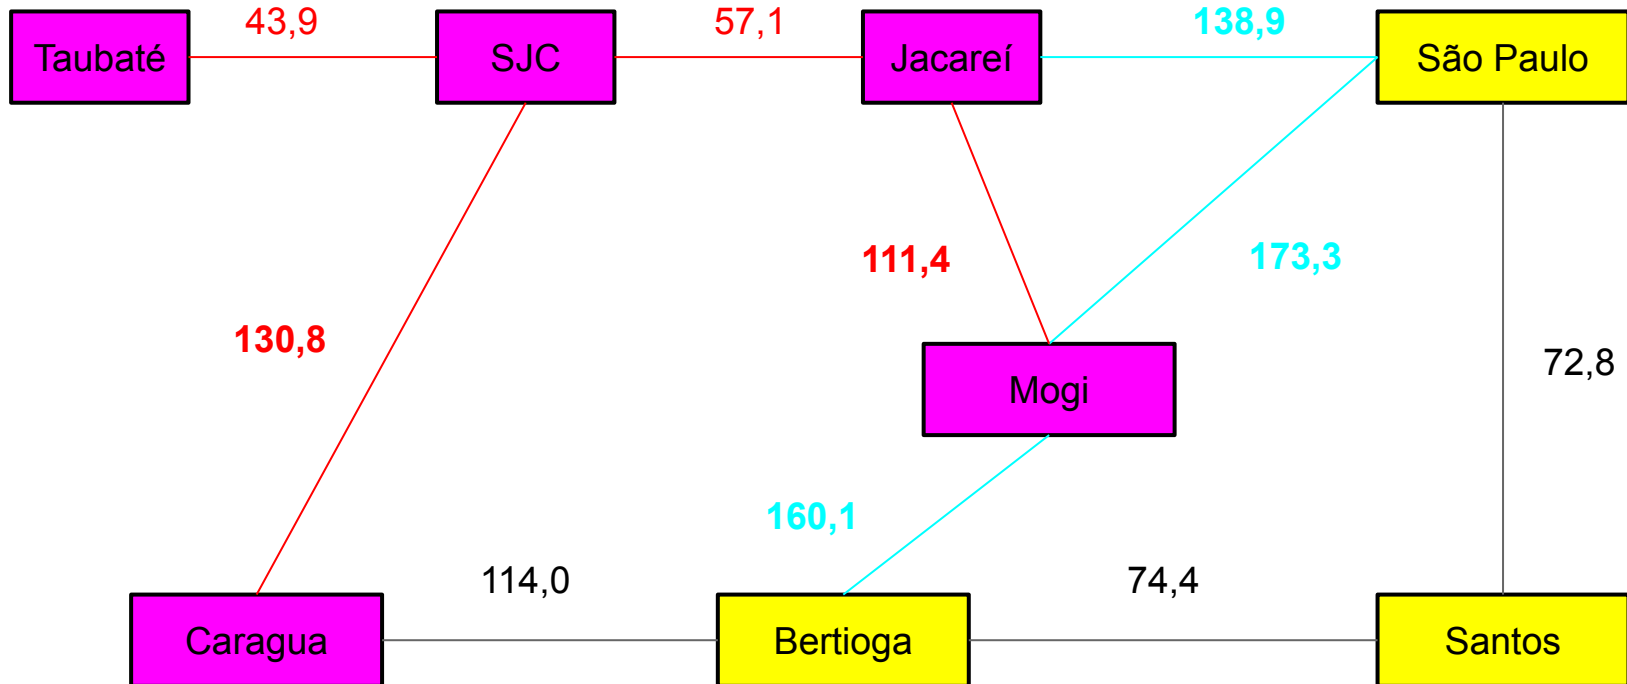 43,9
57,1
138,9
Taubaté
SJC
Jacareí
São Paulo
111,4
173,3
130,8
72,8
Mogi
160,1
114,0
74,4
Caragua
Bertioga
Santos